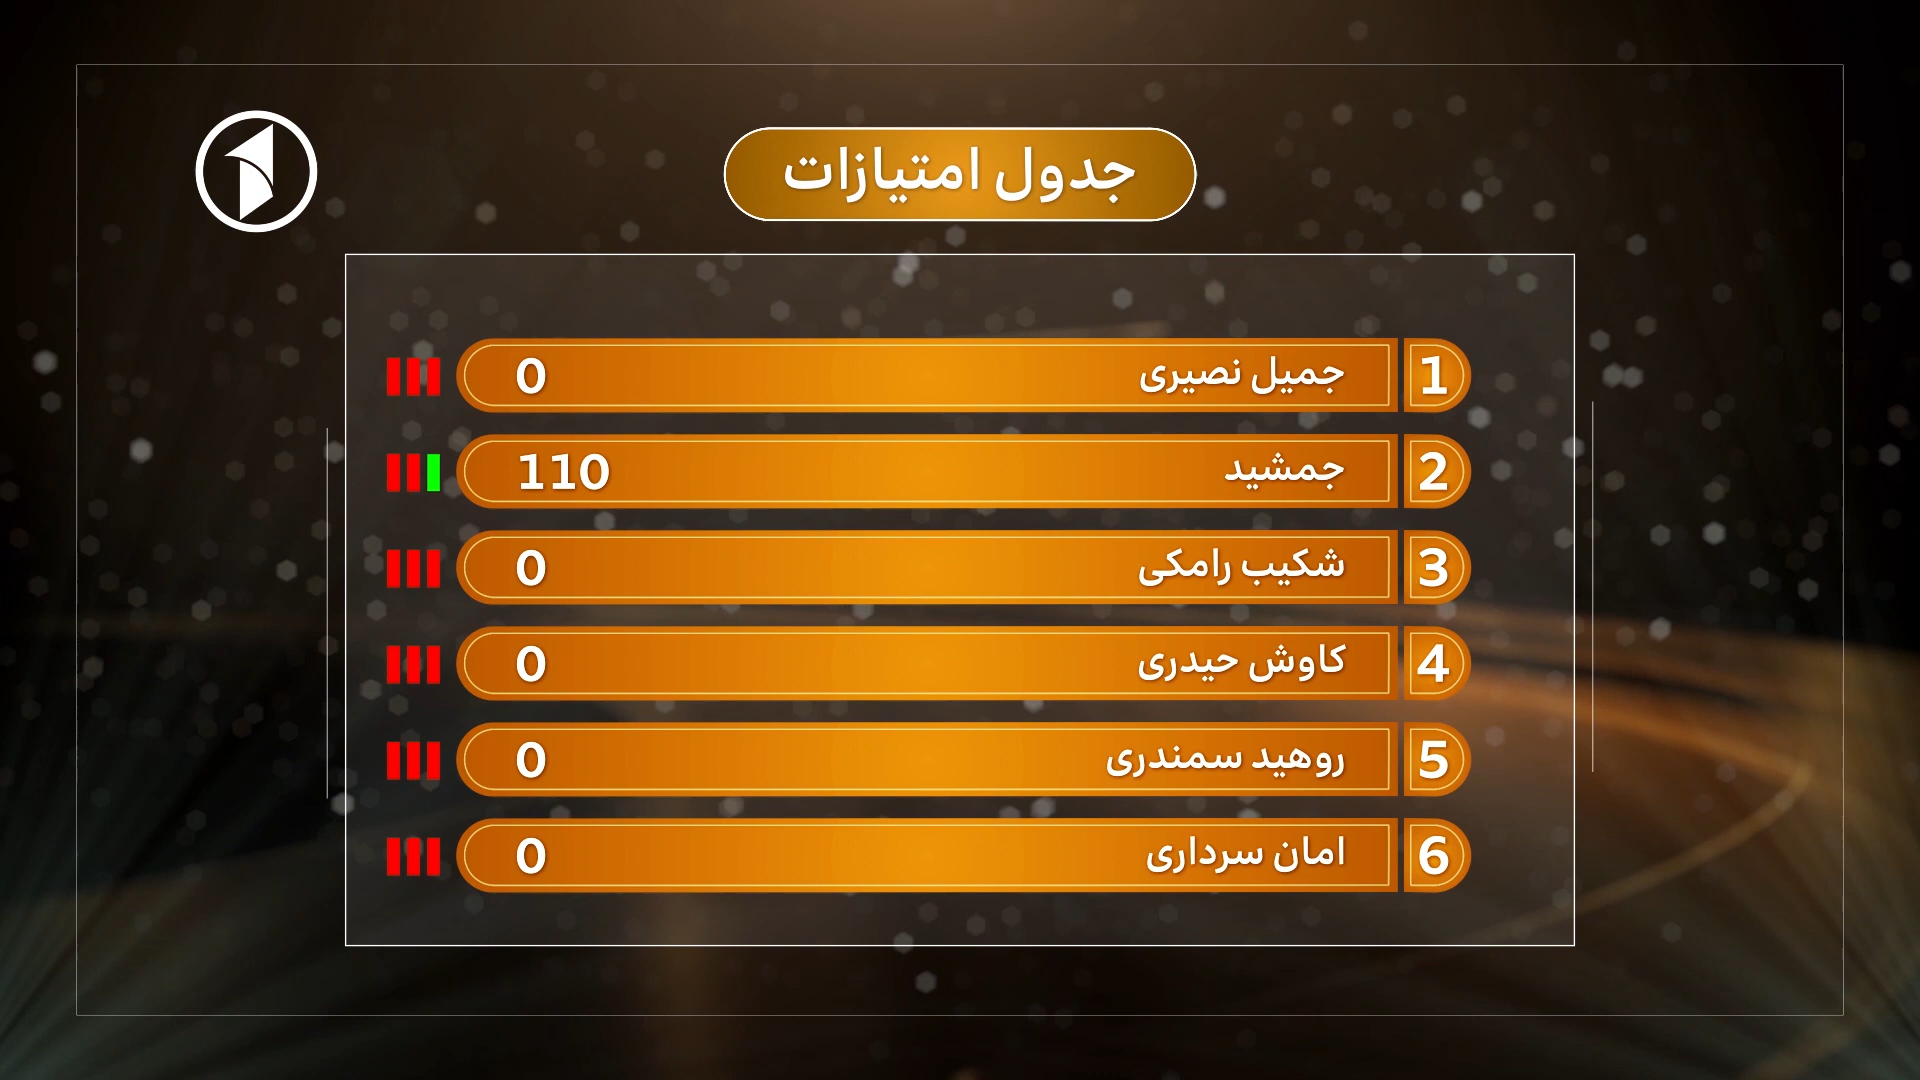 جدول امتیازات
1 جمیل نصیری 0
2 جمشید 110
3 شکیب رامکی 0
4 کاوش حیدری 0
5 روهید سمندری 0
6 امان سرداری 0